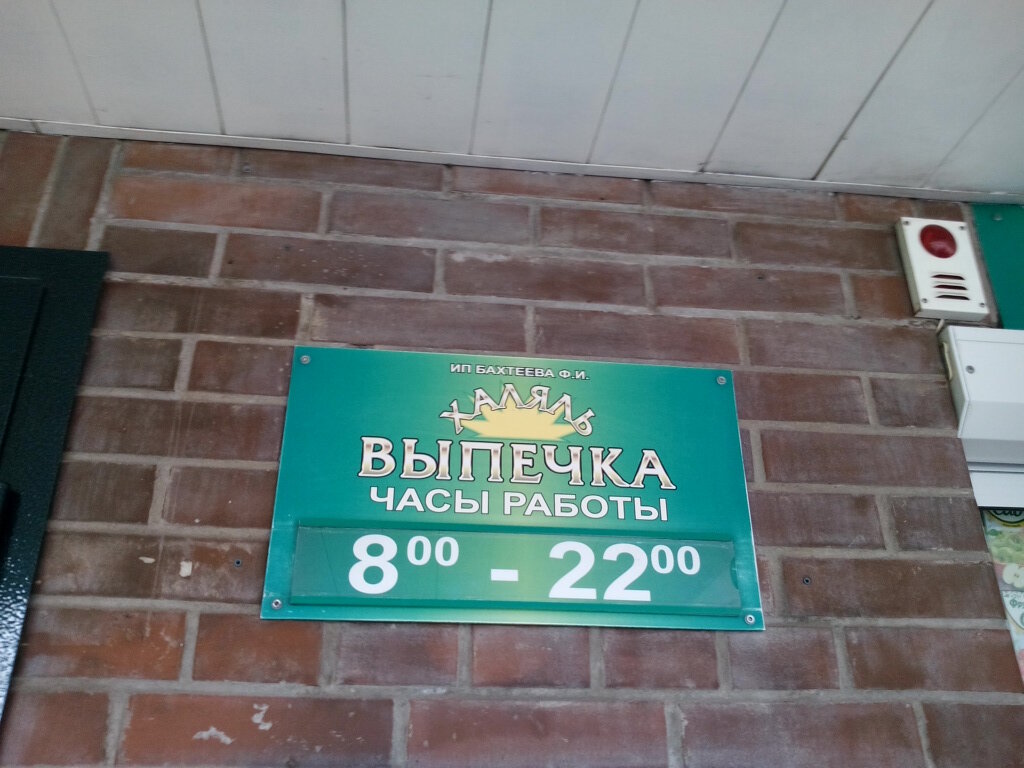 ИП БАХТЕЕВА Ф.И.
ХАЛЯЛЬ
ВЫПЕЧКА
ЧАСЫ РАБОТЫ
8⁰⁰ - 22⁰⁰